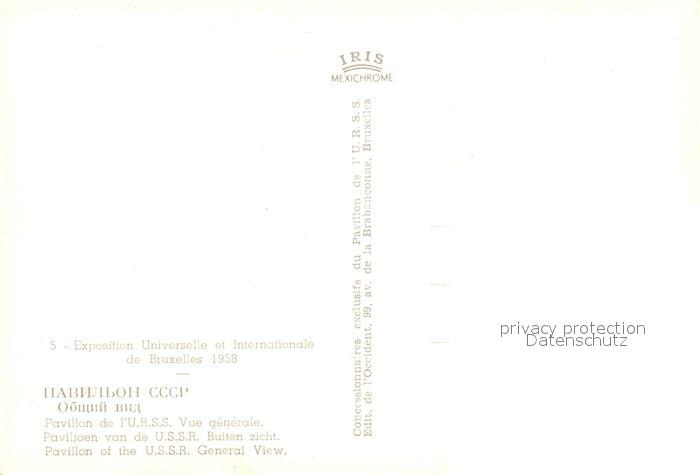 IRIS
MEXICHROME
Concessionnaires exclusifs du Pavillon de l'U.R.S.S.
Edit. de l'Occident, 99, av. de la Brabançonne, Bruxelles
privacy protection
Datenschutz
5 - Exposition Universelle et Internationale
de Bruxelles 1958
ПАВИЛЬОН СССР
Общий вид
Pavillon de l'U.R.S.S. Vue générale.
Paviljoen van de U.S.S.R. Buiten zicht.
Pavillon of the U.S.S.R. General View.